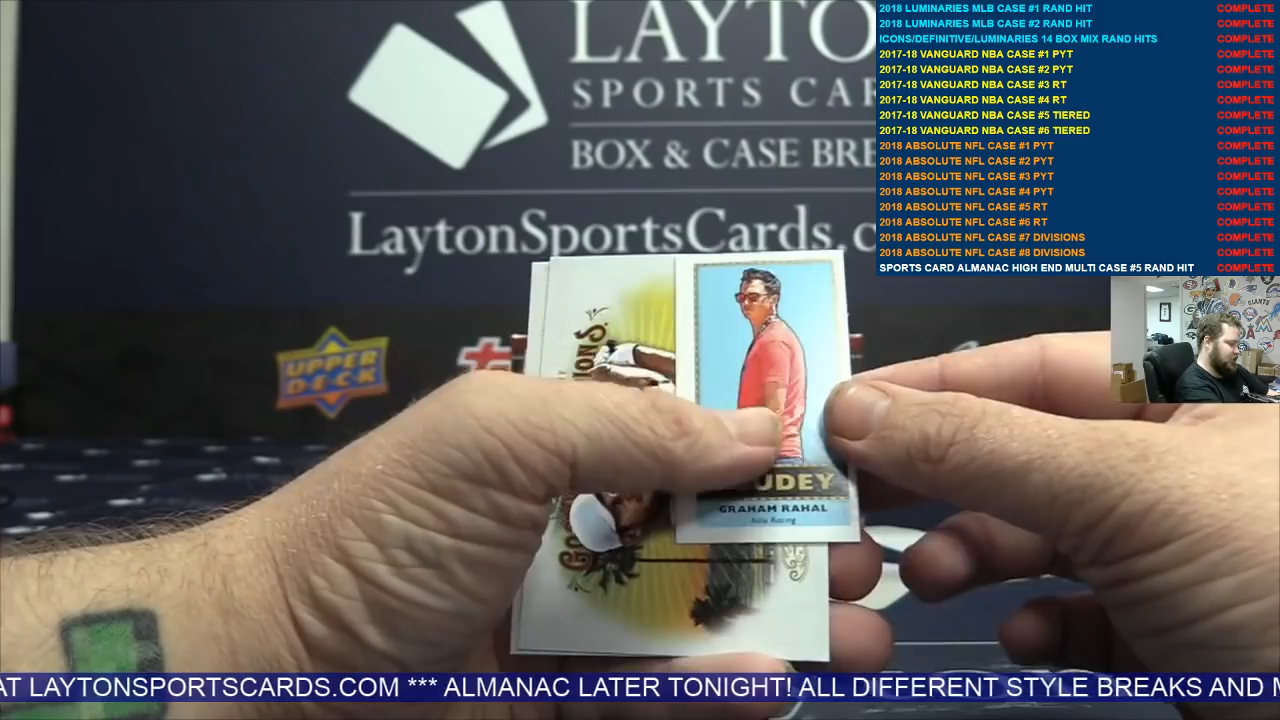 2018 LUMINARIES MLB CASE #1 RAND HIT COMPLETE
2018 LUMINARIES MLB CASE #2 RAND HIT COMPLETE
ICONS/DEFINITIVE/LUMINARIES 14 BOX MIX RAND HITS COMPLETE
2017-18 VANGUARD NBA CASE #1 PYT COMPLETE
2017-18 VANGUARD NBA CASE #2 PYT COMPLETE
2017-18 VANGUARD NBA CASE #3 RT COMPLETE
2017-18 VANGUARD NBA CASE #4 RT COMPLETE
2017-18 VANGUARD NBA CASE #5 TIERED COMPLETE
2017-18 VANGUARD NBA CASE #6 TIERED COMPLETE
2018 ABSOLUTE NFL CASE #1 PYT COMPLETE
2018 ABSOLUTE NFL CASE #2 PYT COMPLETE
2018 ABSOLUTE NFL CASE #3 PYT COMPLETE
2018 ABSOLUTE NFL CASE #4 PYT COMPLETE
2018 ABSOLUTE NFL CASE #5 RT COMPLETE
2018 ABSOLUTE NFL CASE #6 RT COMPLETE
2018 ABSOLUTE NFL CASE #7 DIVISIONS COMPLETE
2018 ABSOLUTE NFL CASE #8 DIVISIONS COMPLETE
SPORTS CARD ALMANAC HIGH END MULTI CASE #5 RAND HIT COMPLETE
LAYTO
SPORTS CAR
BOX & CASE BRE
LaytonSportsCards.c
UPPER
DECK
GIANTS
UDEY
GRAHAM RAHAL
AT LAYTONSPORTSCARDS.COM *** ALMANAC LATER TONIGHT! ALL DIFFERENT STYLE BREAKS AND M